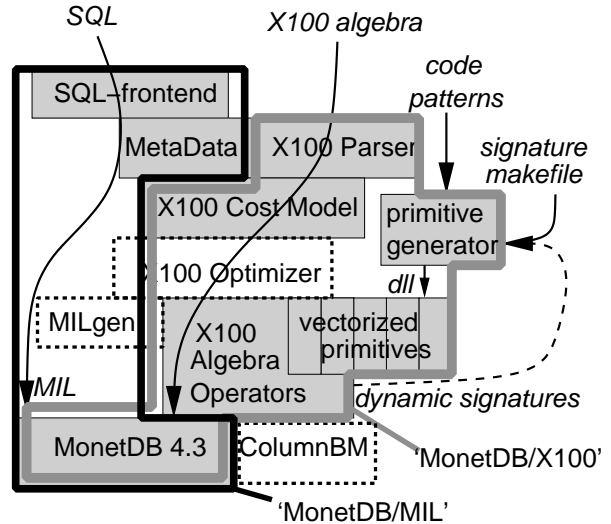 SQL
X100 algebra
SQL–frontend
code
patterns
MetaData
X100 Parser
signature
makefile
X100 Cost Model
primitive
generator
X100 Optimizer
dll
MILgen
X100
Algebra
Operators
vectorized
primitives
MIL
dynamic signatures
MonetDB 4.3
ColumnBM
'MonetDB/X100'
'MonetDB/MIL'